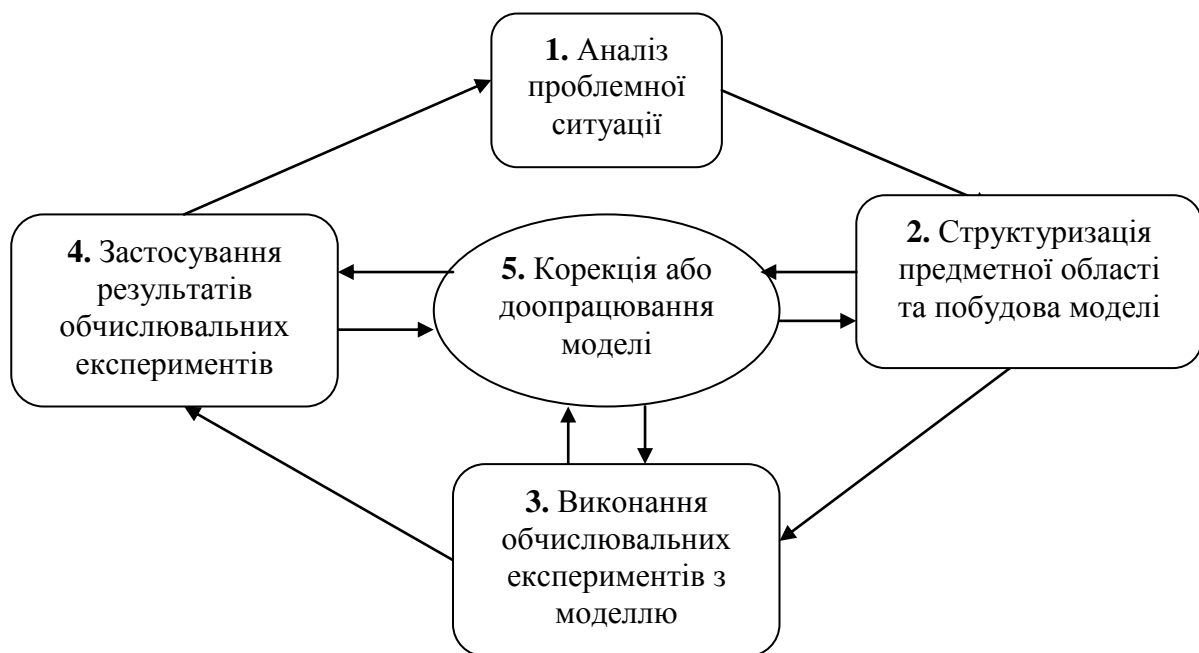 1. Аналіз
проблемної
ситуації
2. Структуризація
предметної області
та побудова моделі
4. Застосування
результатів
обчислювальних
експериментів
5. Корекція або
доопрацювання
моделі
3. Виконання
обчислювальних
експериментів з
моделлю